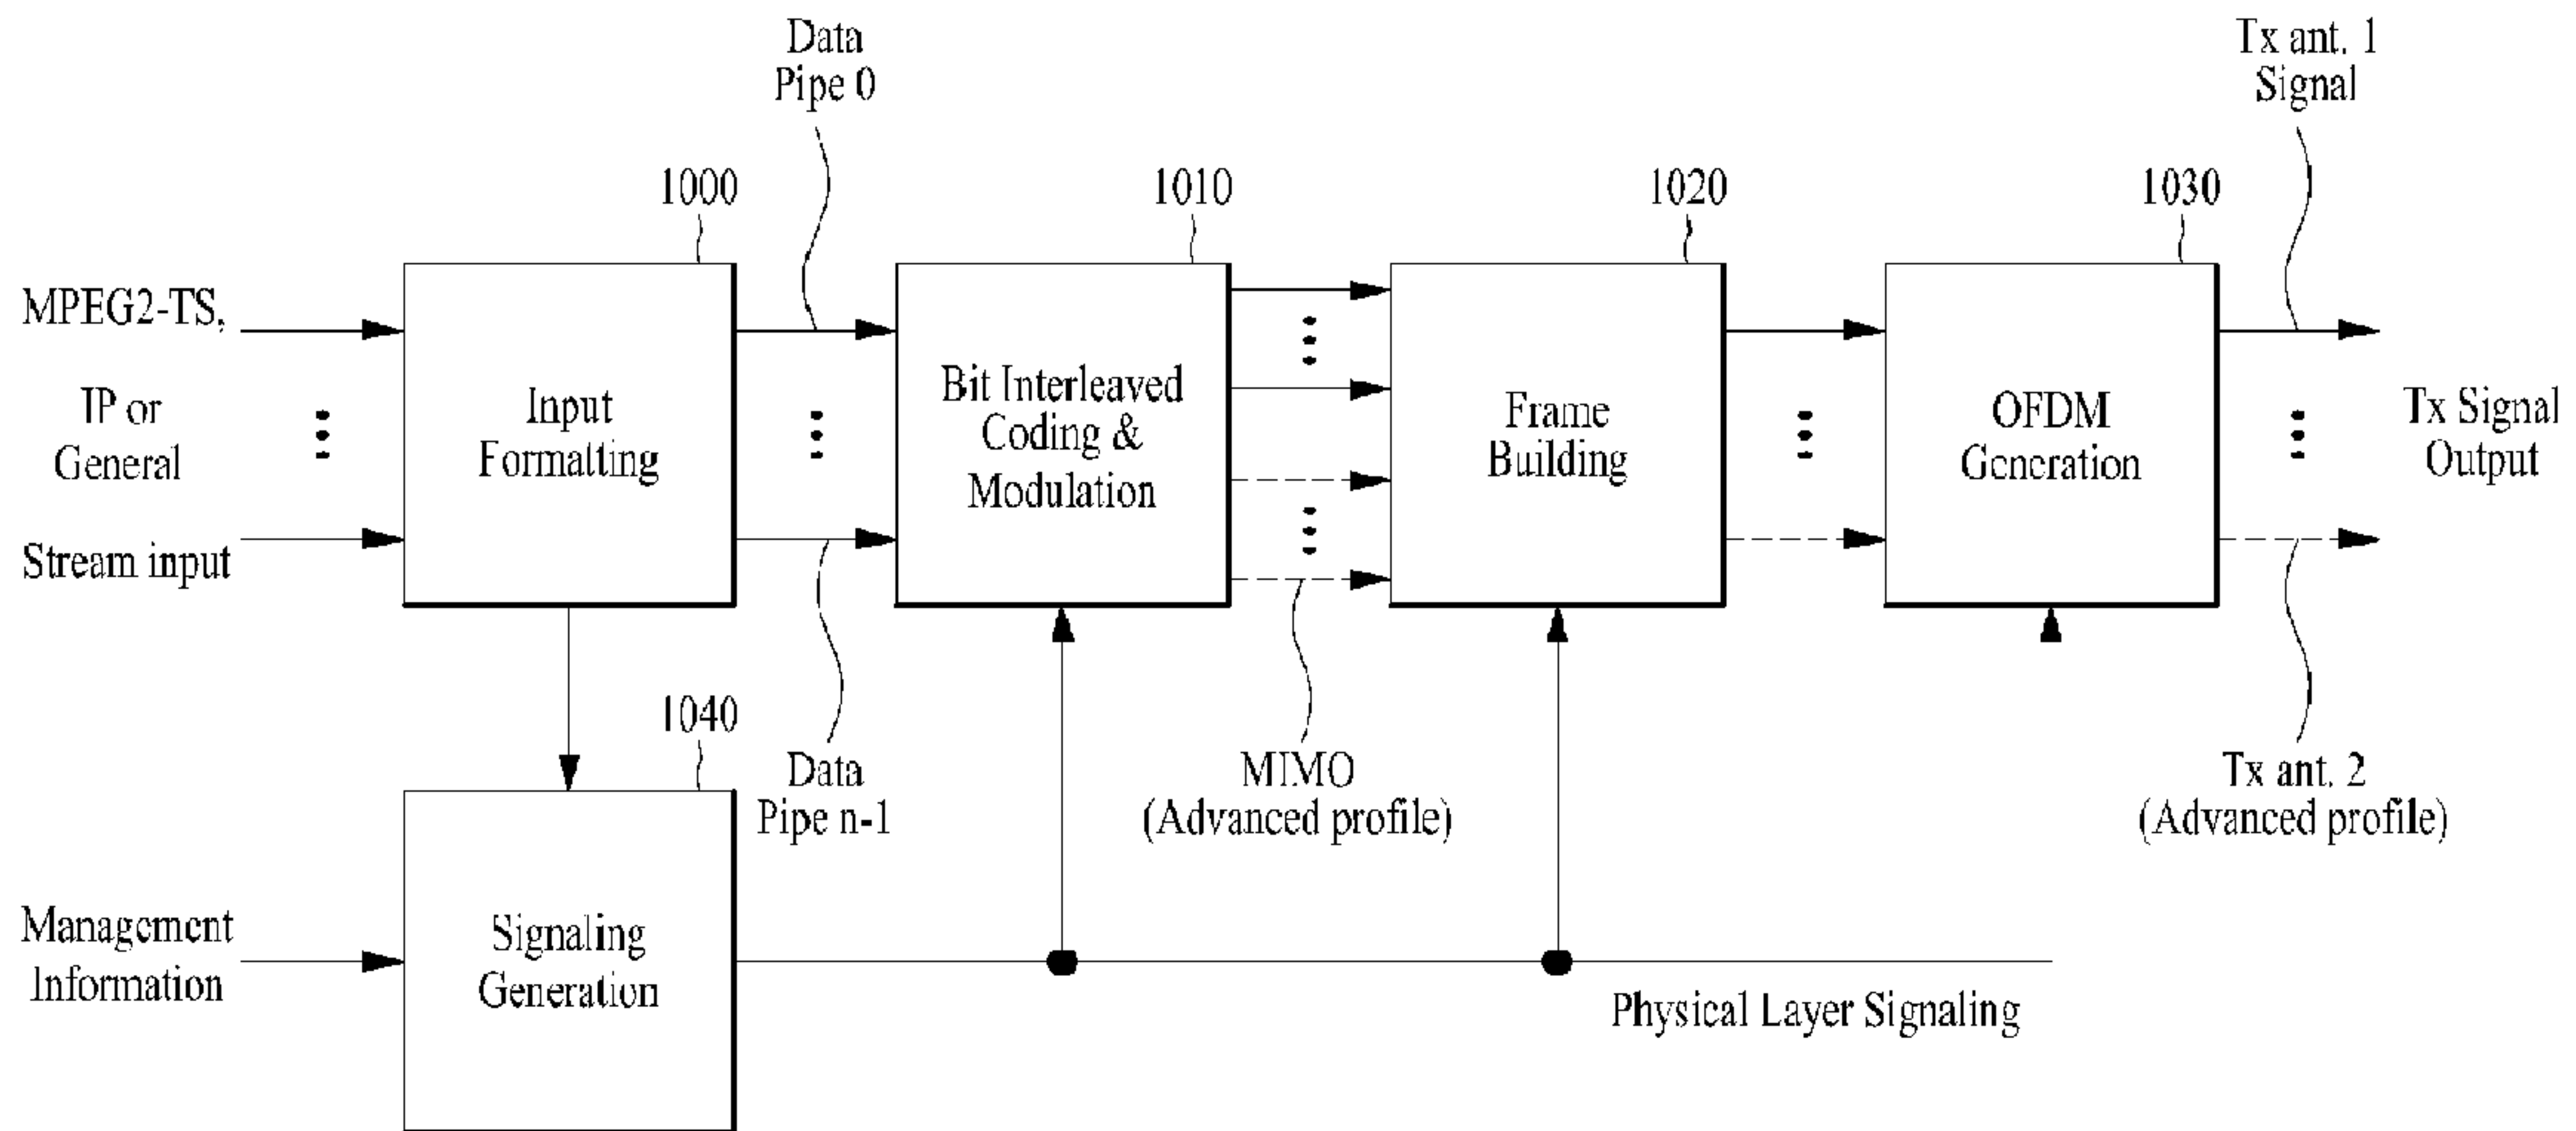 Data
Pipe 0
Tx ant. 1
Signal
1000
1010
1020
1030
MPEG2-TS,
IP or
General
Stream input
Input
Formatting
Bit Interleaved
Coding &
Modulation
Frame
Building
OFDM
Generation
Tx Signal
Output
1040
Data
Pipe n-1
MIMO
(Advanced profile)
Tx ant. 2
(Advanced profile)
Management
Information
Signaling
Generation
Physical Layer Signaling